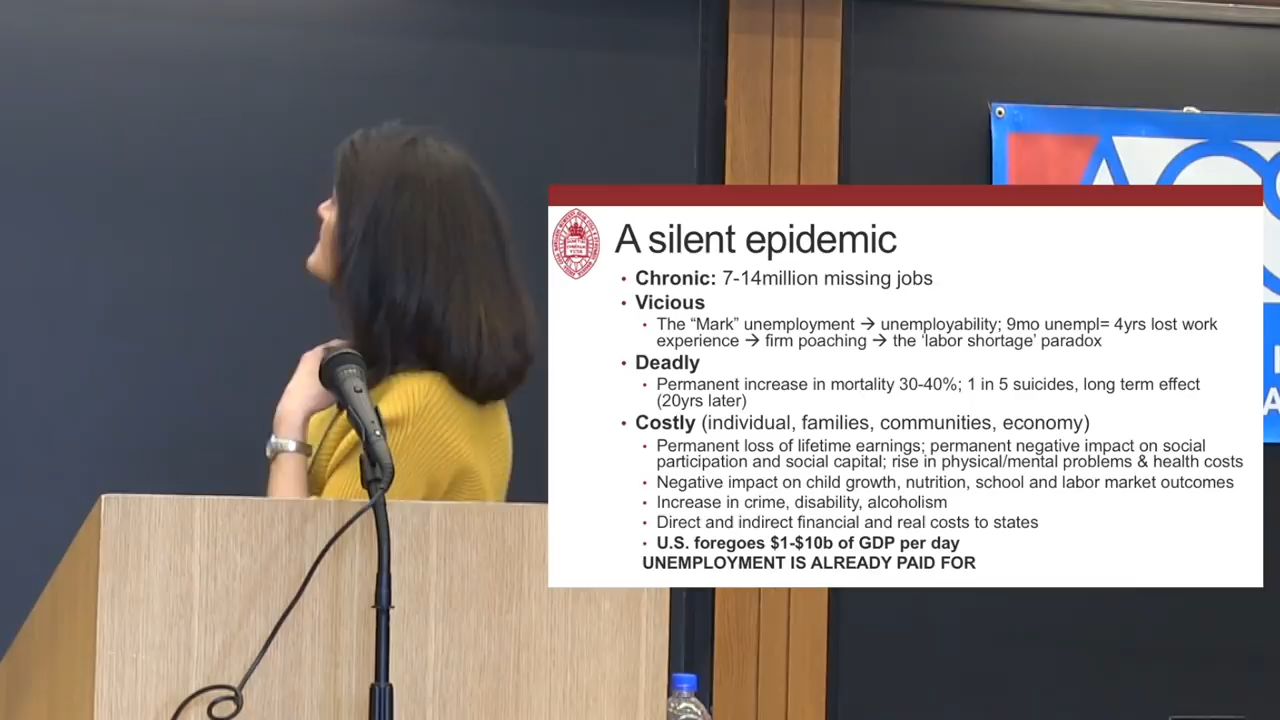 A silent epidemic
• Chronic: 7-14million missing jobs
• Vicious
• The “Mark” unemployment → unemployability; 9mo unempl= 4yrs lost work
experience → firm poaching → the ‘labor shortage’ paradox
• Deadly
• Permanent increase in mortality 30-40%; 1 in 5 suicides, long term effect
(20yrs later)
• Costly (individual, families, communities, economy)
• Permanent loss of lifetime earnings; permanent negative impact on social
participation and social capital; rise in physical/mental problems & health costs
• Negative impact on child growth, nutrition, school and labor market outcomes
• Increase in crime, disability, alcoholism
• Direct and indirect financial and real costs to states
• U.S. foregoes $1-$10b of GDP per day
UNEMPLOYMENT IS ALREADY PAID FOR